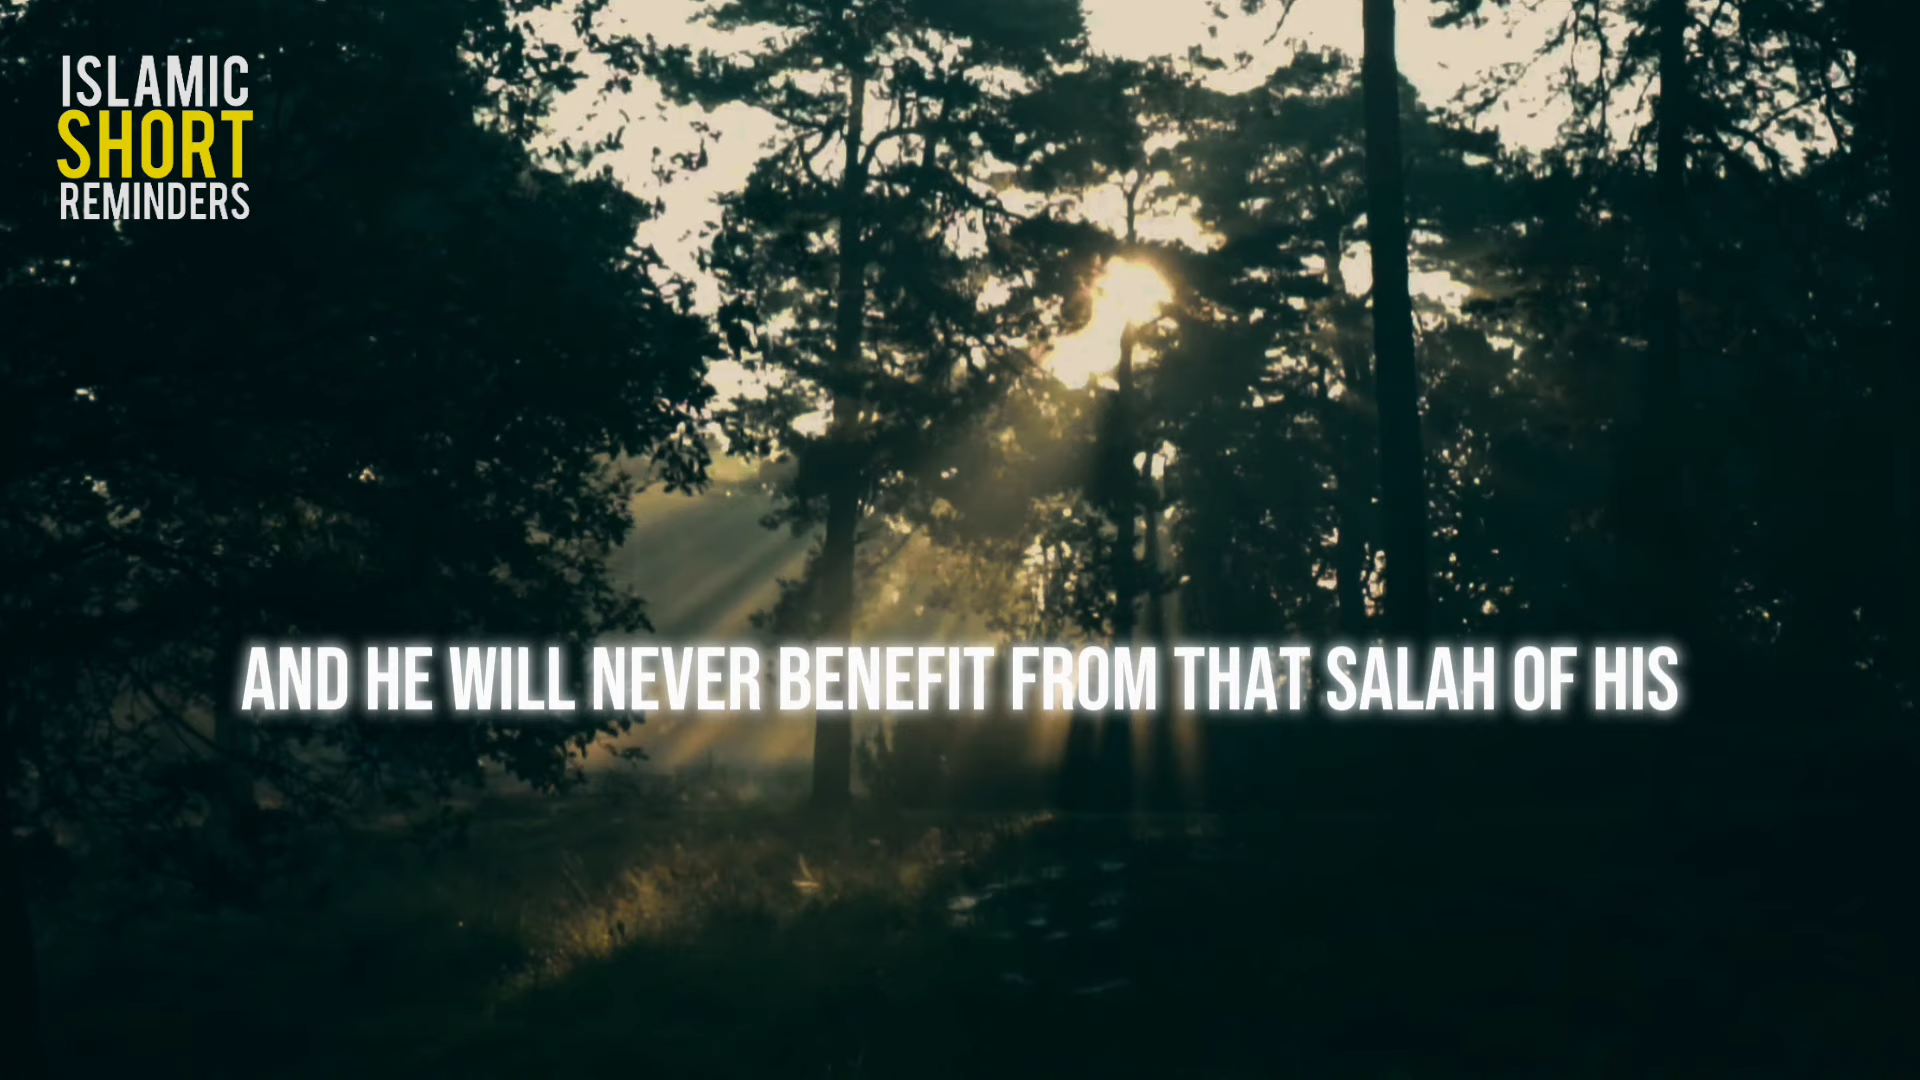 ISLAMIC
SHORT
REMINDERS
AND HE WILL NEVER BENEFIT FROM THAT SALAH OF HIS